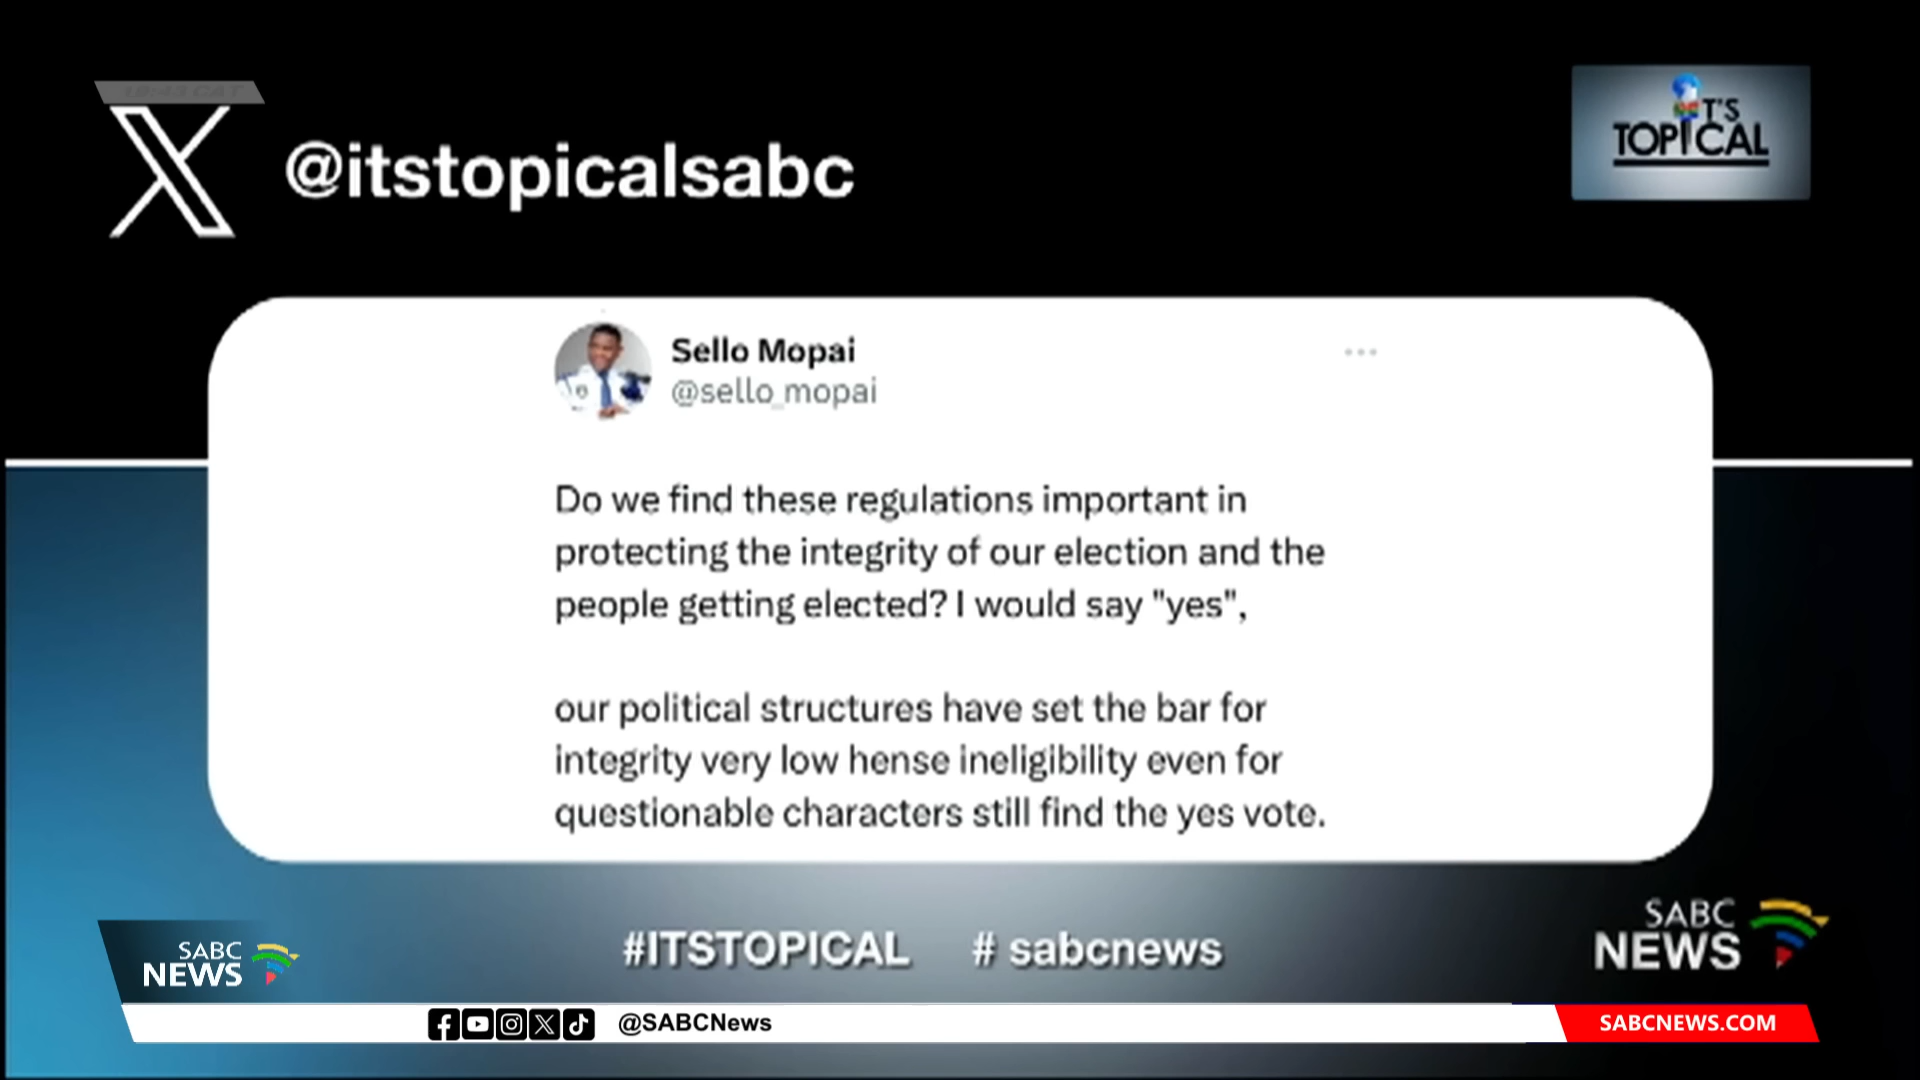 @itstopicalsabc
IT'S
TOPICAL
Sello Mopai
@sello_mopai
Do we find these regulations important in
protecting the integrity of our election and the
people getting elected? I would say "yes",
our political structures have set the bar for
integrity very low hense ineligibility even for
questionable characters still find the yes vote.
#ITSTOPICAL # sabcnews
SABC
NEWS
SABC
NEWS
@SABCNews
SABCNEWS.COM